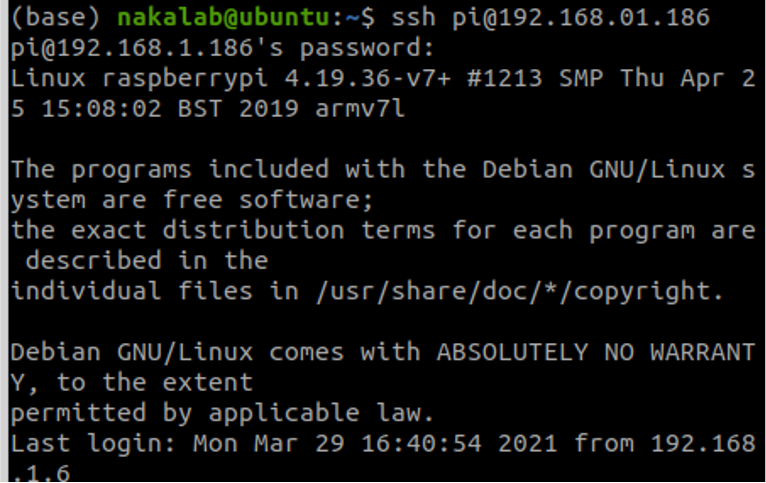 (base) nakalab@ubuntu:~$ ssh pi@192.168.01.186
pi@192.168.1.186's password:
Linux raspberrypi 4.19.36-v7+ #1213 SMP Thu Apr 2
5 15:08:02 BST 2019 armv7l

The programs included with the Debian GNU/Linux s
ystem are free software;
the exact distribution terms for each program are
 described in the
individual files in /usr/share/doc/*/copyright.

Debian GNU/Linux comes with ABSOLUTELY NO WARRANT
Y, to the extent
permitted by applicable law.
Last login: Mon Mar 29 16:40:54 2021 from 192.168
.1.6